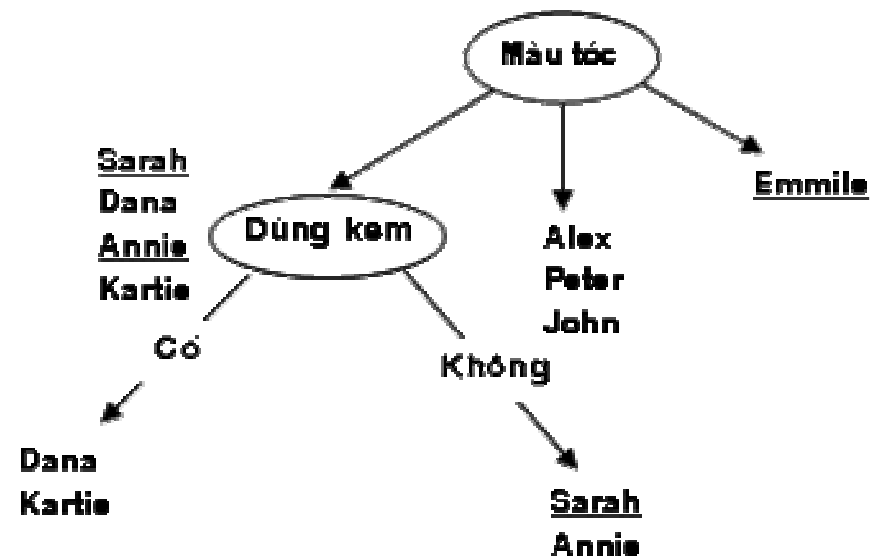 Màu tóc
Emmile
Sarah
Dana
Annie
Kartie
Dùng kem
Alex
Peter
John
Có
Không
Dana
Kartie
Sarah
Annie